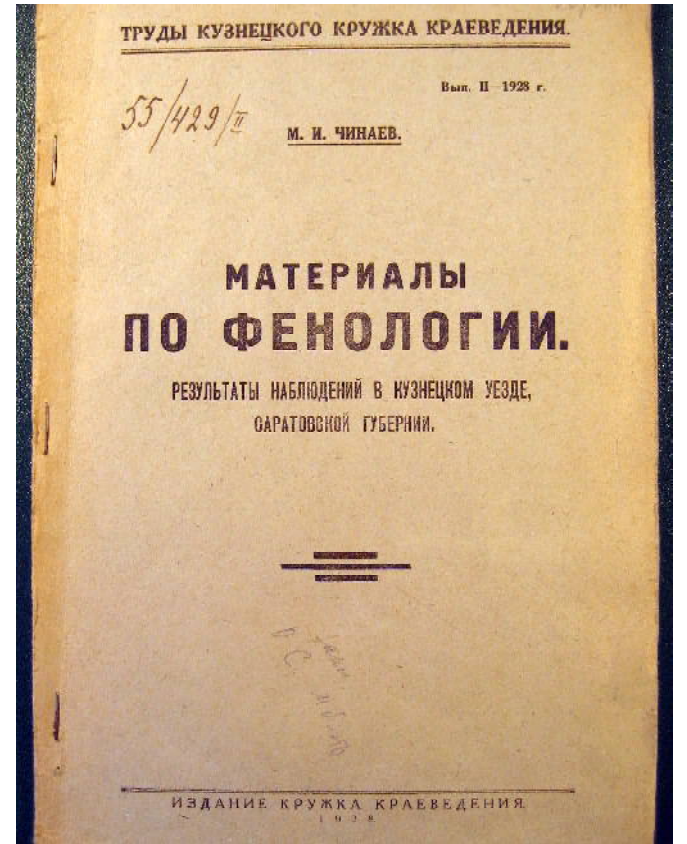 ТРУДЫ КУЗНЕЦКОГО КРУЖКА КРАЕВЕДЕНИЯ.
Вып. II—1928 г.
55/429/II
М. И. ЧИНАЕВ.
МАТЕРИАЛЫ
ПО ФЕНОЛОГИИ.
РЕЗУЛЬТАТЫ НАБЛЮДЕНИЙ В КУЗНЕЦКОМ УЕЗДЕ,
САРАТОВСКОЙ ГУБЕРНИИ.
ИЗДАНИЕ КРУЖКА КРАЕВЕДЕНИЯ.
1928